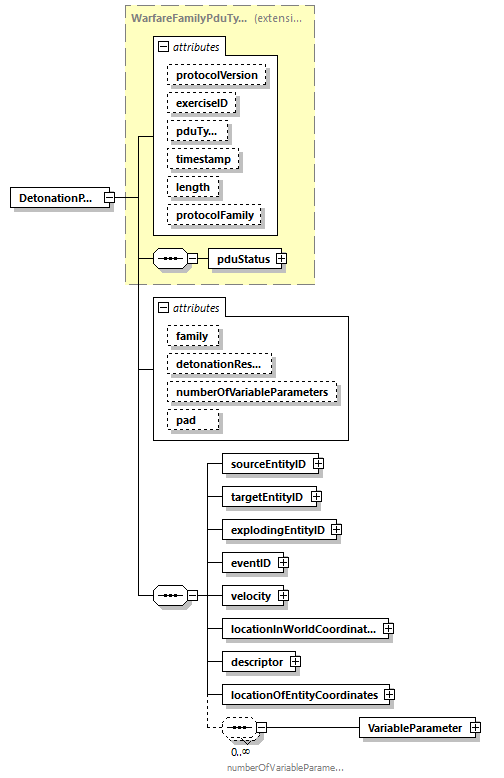 WarfareFamilyPduTy... (extensi...
attributes
protocolVersion
exerciseID
pduTy...
timestamp
length
protocolFamily
DetonationP...
pduStatus
attributes
family
detonationRes...
numberOfVariableParameters
pad
sourceEntityID
targetEntityID
explodingEntityID
eventID
velocity
locationInWorldCoordinat...
descriptor
locationOfEntityCoordinates
VariableParameter
0..∞
numberOfVariableParame...